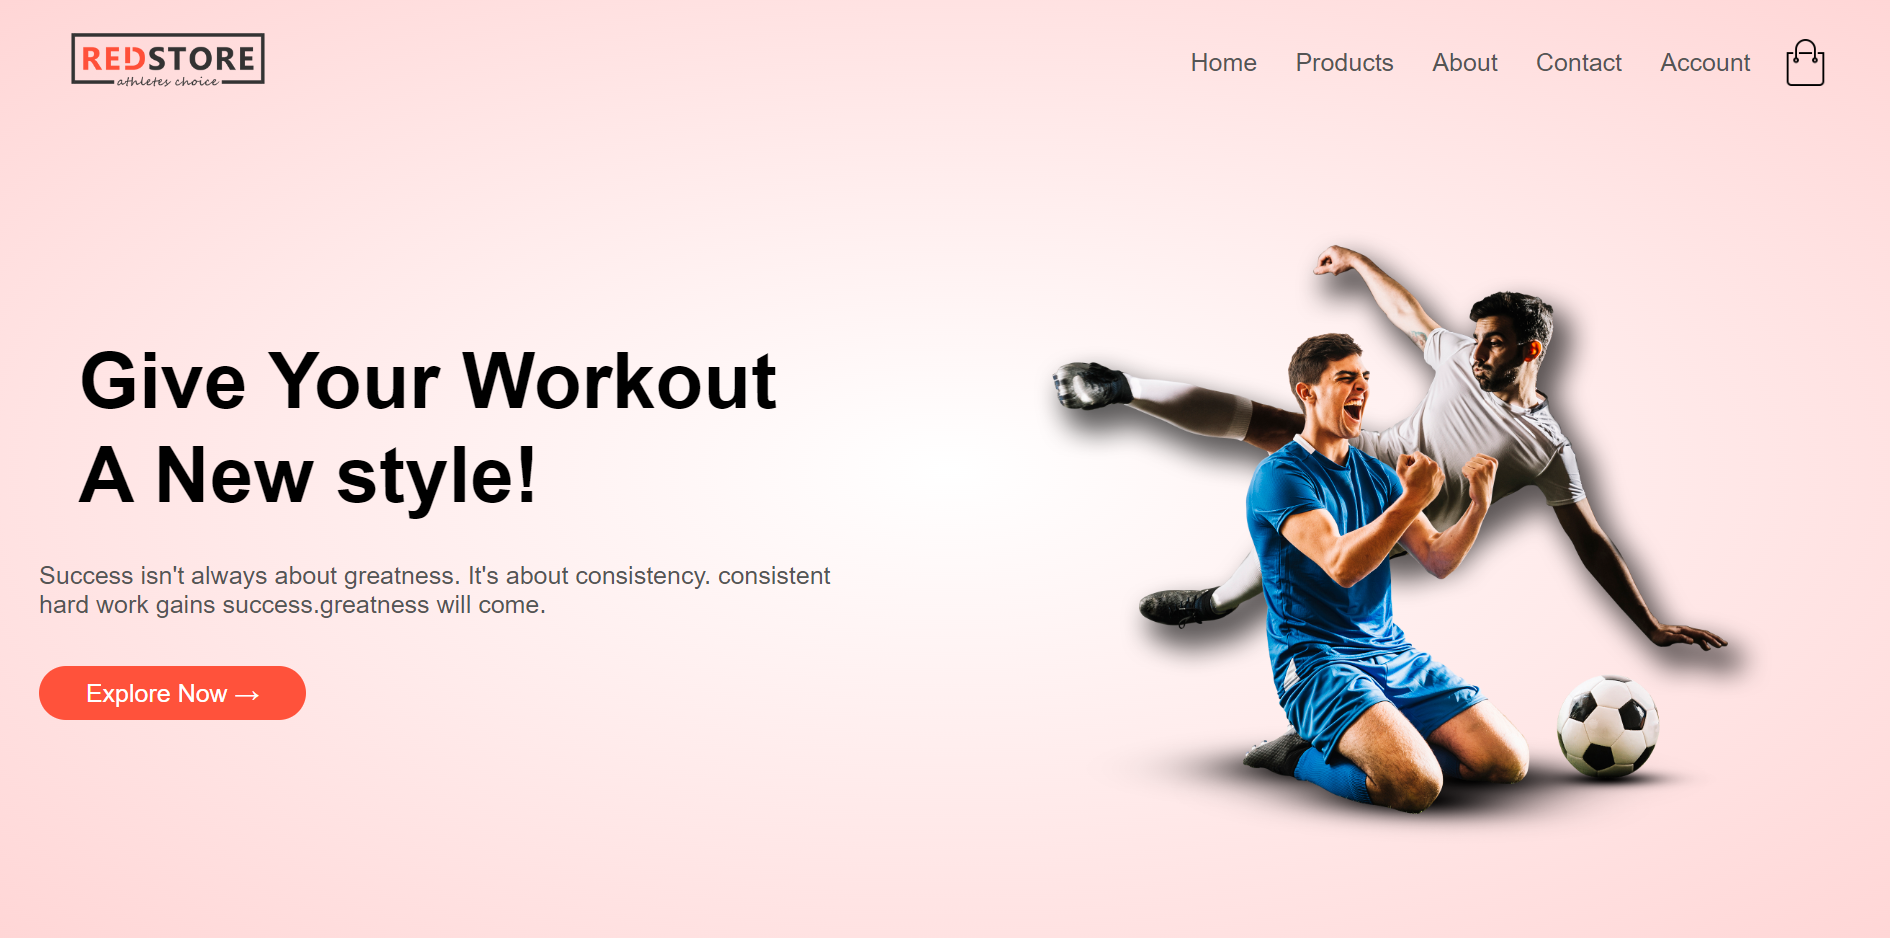 REDSTORE
athletes choice
Home Products About Contact Account
Give Your Workout
A New style!
Success isn't always about greatness. It's about consistency. consistent
hard work gains success.greatness will come.
Explore Now →